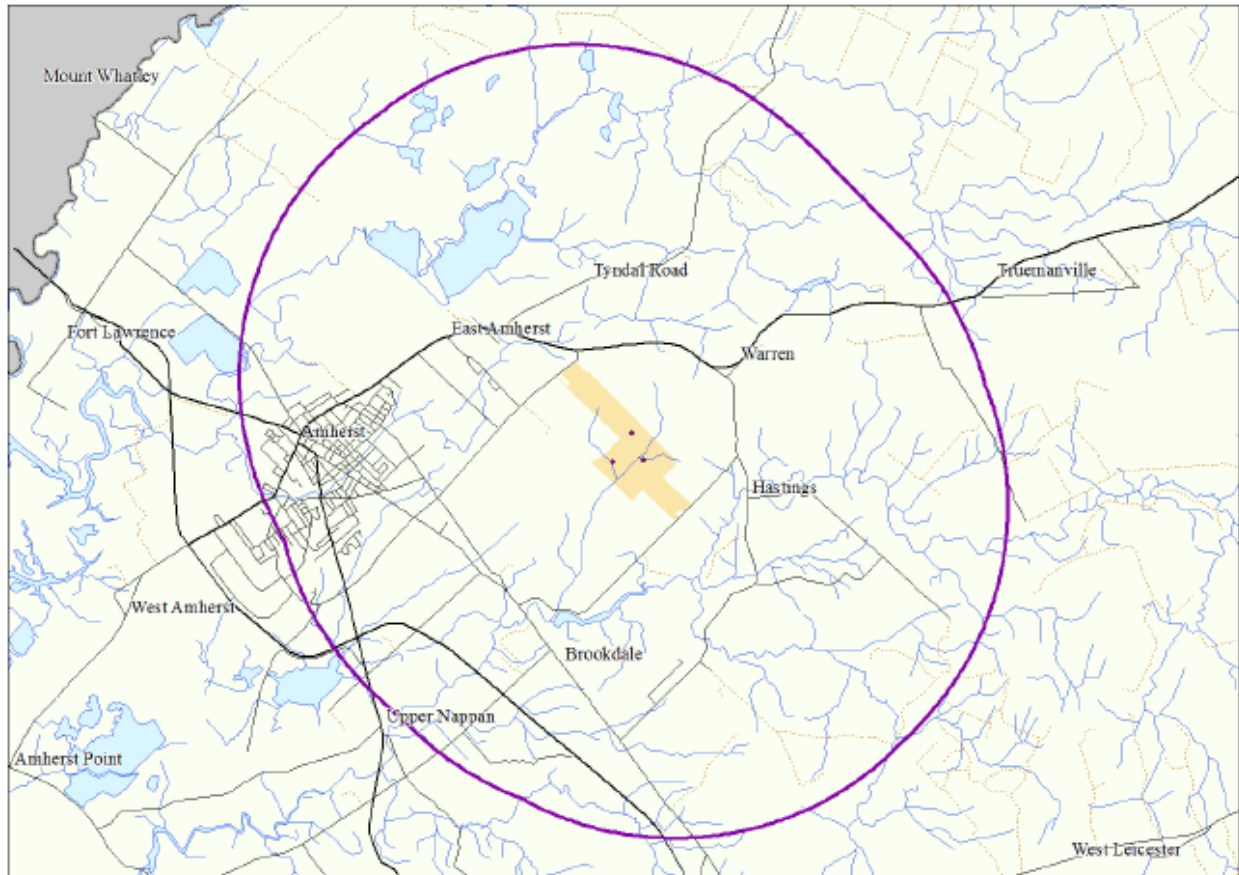 Mount Whatley
Tyndal Road
Truemanville
Fort Lawrence
East Amherst
Warren
Amherst
Hastings
West Amherst
Brookdale
Upper Nappan
Amherst Point
West Leicester